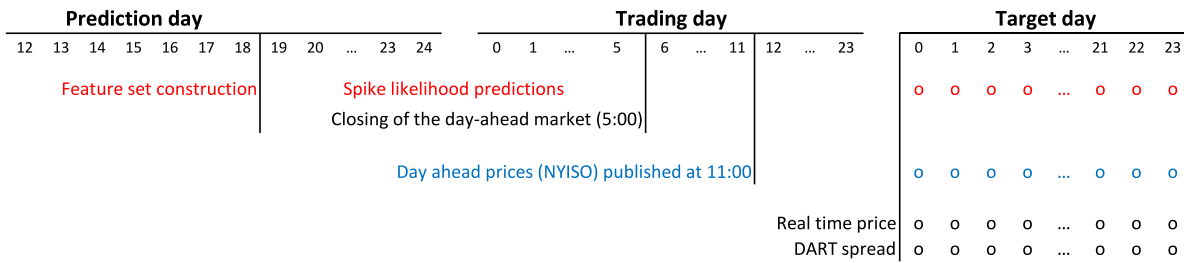 Prediction day Trading day Target day
12 13 14 15 16 17 18 19 20 ... 23 24 0 1 ... 5 6 ... 11 12 ... 23 0 1 2 3 ... 21 22 23
Feature set construction Spike likelihood predictions o o o o ... o o o
Closing of the day-ahead market (5:00)
Day ahead prices (NYISO) published at 11:00 o o o o ... o o o
Real time price o o o o ... o o o
DART spread o o o o ... o o o